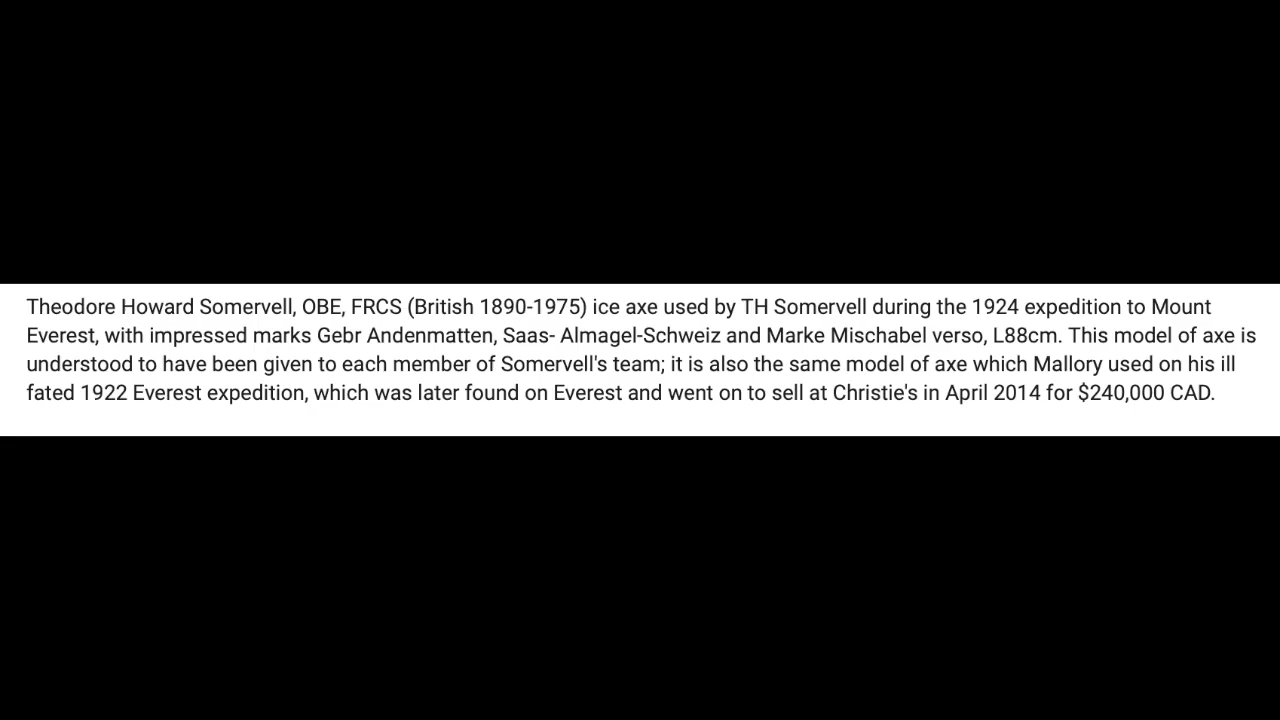 Theodore Howard Somervell, OBE, FRCS (British 1890-1975) ice axe used by TH Somervell during the 1924 expedition to Mount
Everest, with impressed marks Gebr Andenmatten, Saas- Almagel-Schweiz and Marke Mischabel verso, L88cm. This model of axe is
understood to have been given to each member of Somervell's team; it is also the same model of axe which Mallory used on his ill
fated 1922 Everest expedition, which was later found on Everest and went on to sell at Christie's in April 2014 for $240,000 CAD.